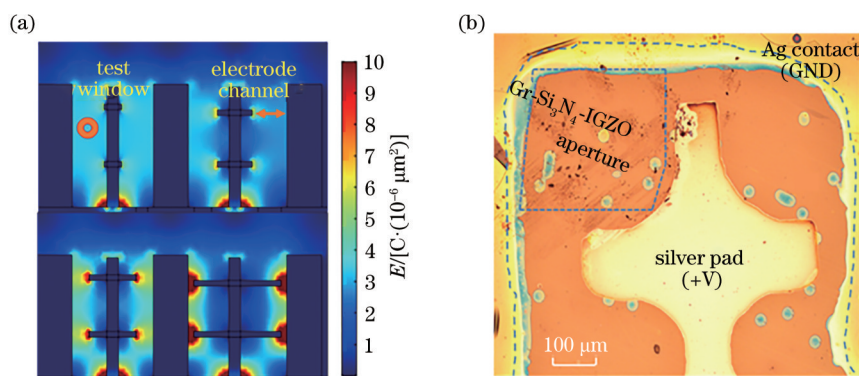 (a)
test
window
electrode
channel
10
9
8
7
6
5
4
3
2
1
E/[C·(10⁻⁶ μm²)]
(b)
Ag contact
(GND)
Gr-Si₃N₄-IGZO
aperture
silver pad
(+V)
100 μm